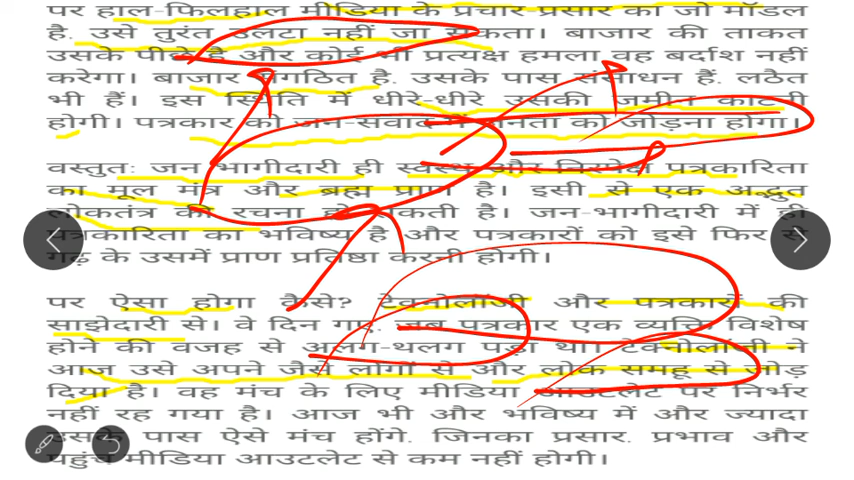 पर हाल-फिलहाल मीडिया के प्रचार-प्रसार का जो मॉडल
है. उसे तुरंत उलटा नहीं जा सकता। बाजार की ताकत
उसके पीछे है और कोई भी प्रत्यक्ष हमला वह बर्दाश नहीं
करेगा। बाजार संगठित है. उसके पास संसाधन हैं. लठैत
भी हैं। इस स्थिति में धीरे-धीरे उसकी जमीन काटनी
होगी। पत्रकार को जन-संवाद में जनता को जोड़ना होगा।
वस्तुत: जन भागीदारी ही स्वस्थ और निरपेक्ष पत्रकारिता
का मूल मंत्र और ब्रह्म प्राण है। इसी से एक अद्भुत
लोकतंत्र की रचना हो सकती है। जन-भागीदारी में ही
पत्रकारिता का भविष्य है और पत्रकारों को इसे फिर से
गढ़ के उसमें प्राण प्रतिष्ठा करनी होगी।
पर ऐसा होगा कैसे? टेक्नोलॉजी और पत्रकारों की
साझेदारी से। वे दिन गए. जब पत्रकार एक व्यक्ति विशेष
होने की वजह से अलग-थलग पड़ा था। टेक्नोलॉजी ने
आज उसे अपने जैसे लोगों से और लोक समूह से जोड़
दिया है। वह मंच के लिए मीडिया आउटलेट पर निर्भर
नहीं रह गया है। आज भी और भविष्य में और ज्यादा
उसके पास ऐसे मंच होंगे. जिनका प्रसार. प्रभाव और
पहुंच मीडिया आउटलेट से कम नहीं होगी।